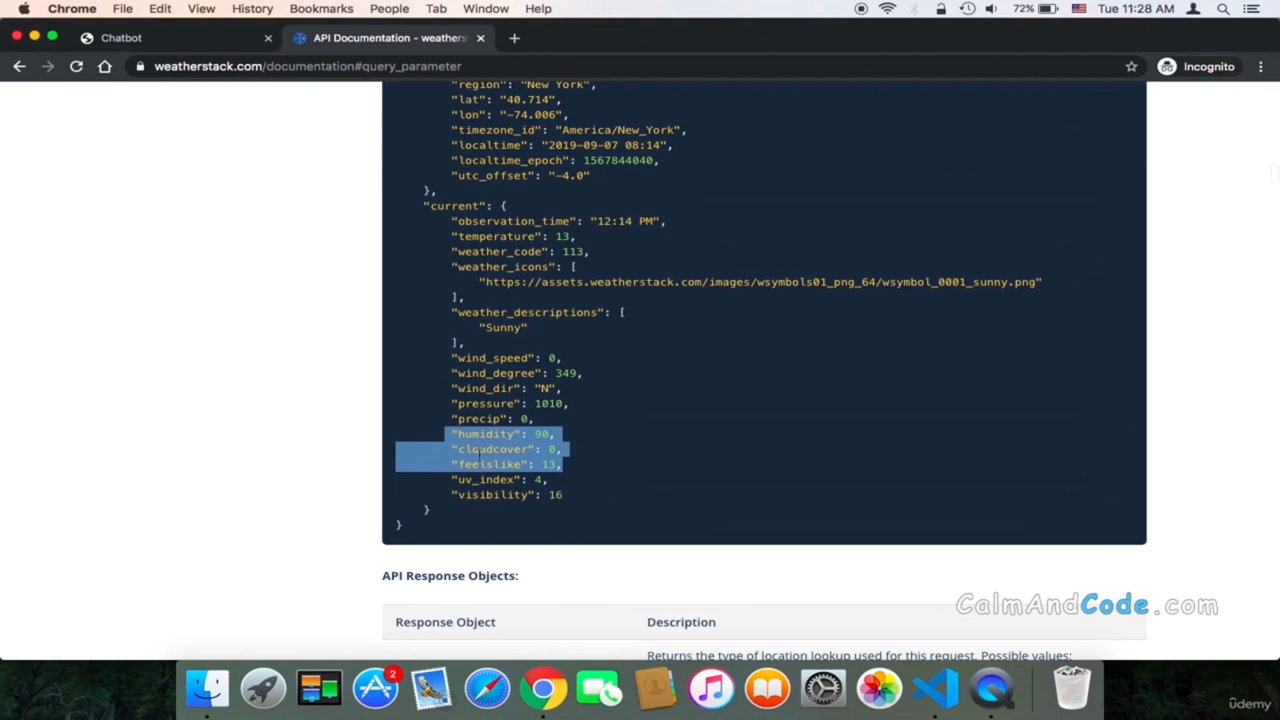 Chrome File Edit View History Bookmarks People Tab Window Help 72% Tue 11:28 AM
Chatbot API Documentation - weathers
weatherstack.com/documentation#query_parameter Incognito
"region": "New York",
"lat": "40.714",
"lon": "-74.006",
"timezone_id": "America/New_York",
"localtime": "2019-09-07 08:14",
"localtime_epoch": 1567844040,
"utc_offset": "-4.0"
},
"current": {
"observation_time": "12:14 PM",
"temperature": 13,
"weather_code": 113,
"weather_icons": [
"https://assets.weatherstack.com/images/wsymbols01_png_64/wsymbol_0001_sunny.png"
],
"weather_descriptions": [
"Sunny"
],
"wind_speed": 0,
"wind_degree": 349,
"wind_dir": "N",
"pressure": 1010,
"precip": 0,
"humidity": 90,
"cloudcover": 0,
"feelslike": 13,
"uv_index": 4,
"visibility": 16
}
}
API Response Objects:
CalmAndCode.com
Response Object Description
Returns the type of location lookup used for this request. Possible values:
2
ûdemy